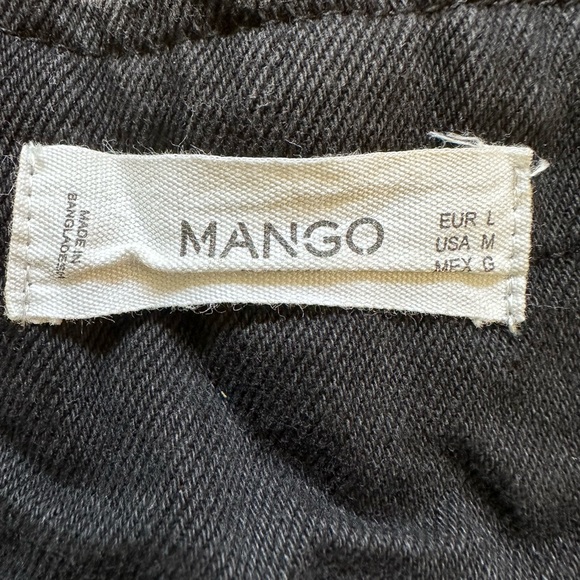 MADE IN
BANGLADESH
MANGO
EUR L
USA M
MEX G